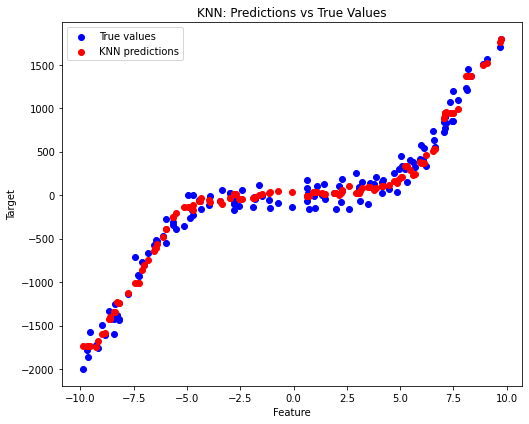 KNN: Predictions vs True Values
True values
KNN predictions
1500
1000
500
0
−500
−1000
−1500
−2000
Target
−10.0 −7.5 −5.0 −2.5 0.0 2.5 5.0 7.5 10.0
Feature